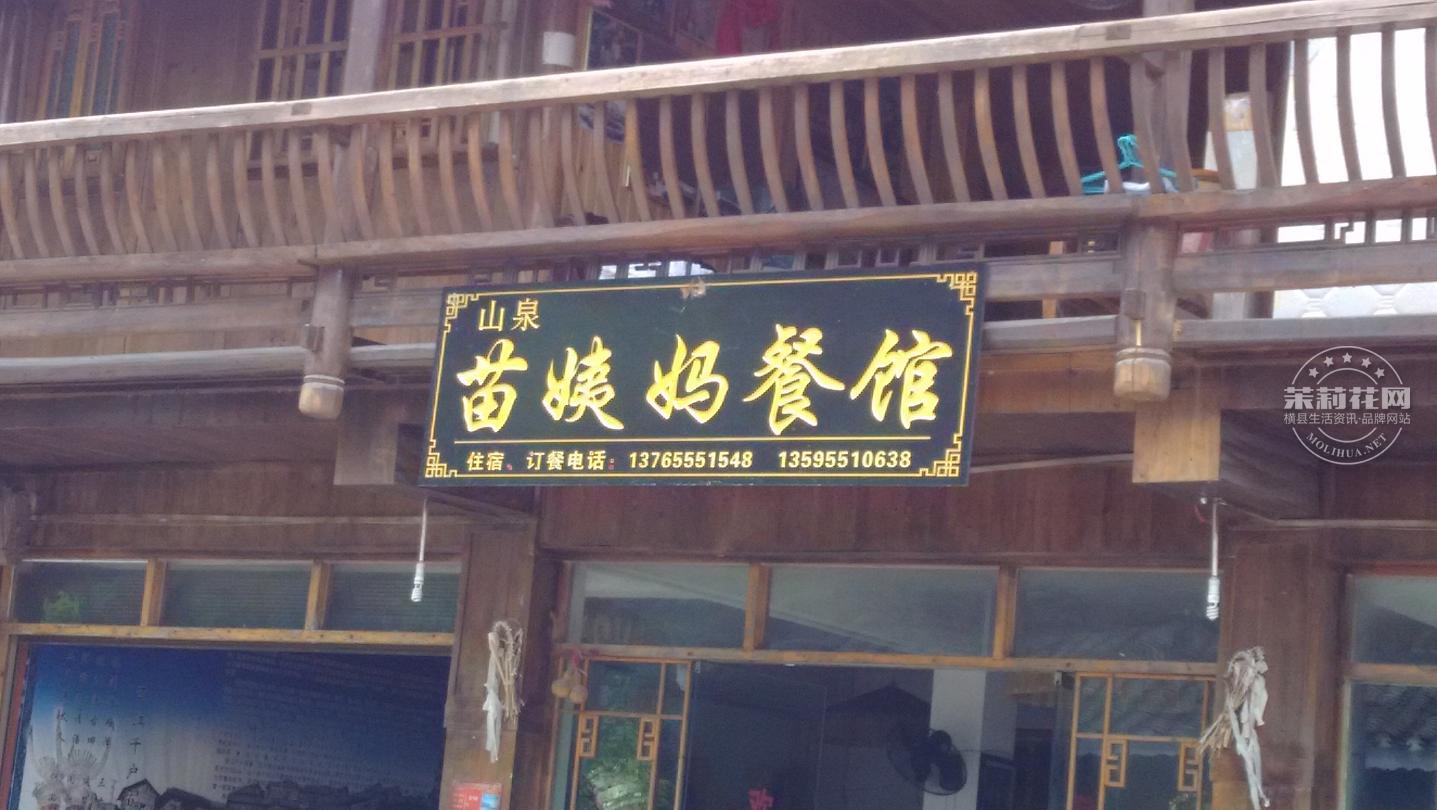 山泉
苗姨妈餐馆
住宿、订餐电话：13765551548 13595510638
茉莉花网
横县生活资讯·品牌网站
MOLIHUA.NET